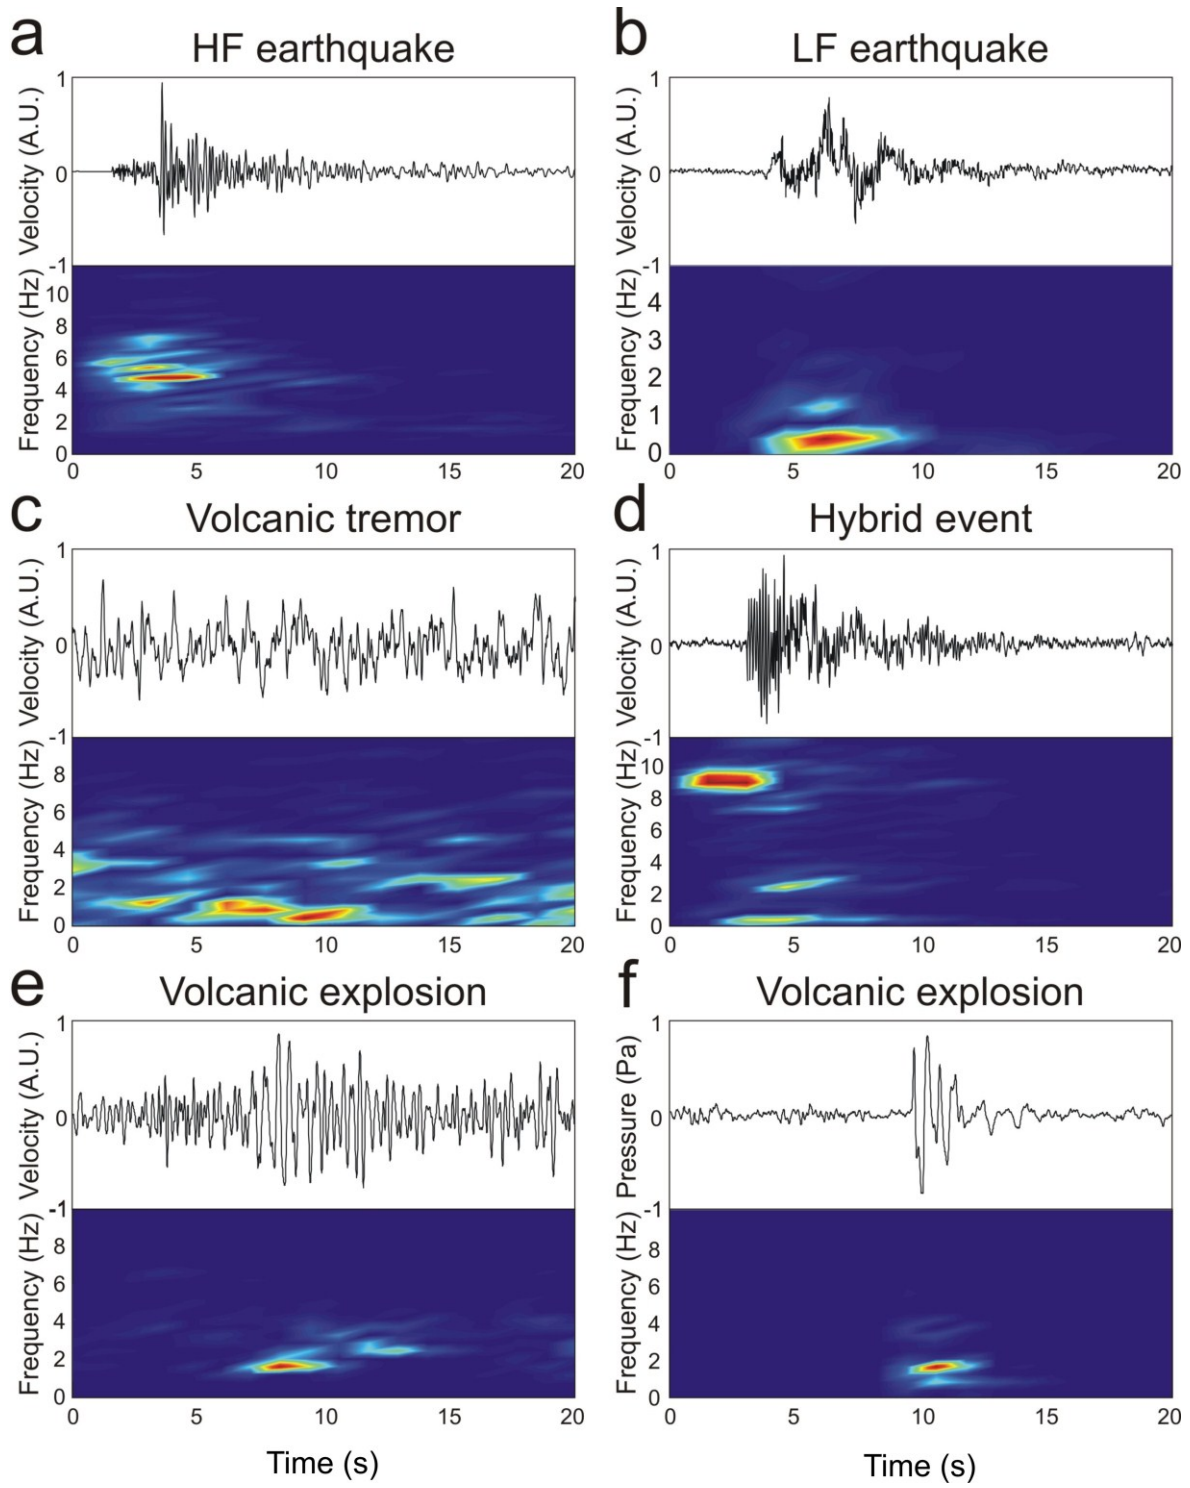 a HF earthquake
Velocity (A.U.)
1
0
-1
Frequency (Hz)
10
8
6
4
2
0
0 5 10 15 20
b LF earthquake
Velocity (A.U.)
1
0
-1
Frequency (Hz)
4
3
2
1
0
0 5 10 15 20
c Volcanic tremor
Velocity (A.U.)
1
0
-1
Frequency (Hz)
8
6
4
2
0
0 5 10 15 20
d Hybrid event
Velocity (A.U.)
1
0
-1
Frequency (Hz)
10
8
6
4
2
0
0 5 10 15 20
e Volcanic explosion
Velocity (A.U.)
1
0
-1
Frequency (Hz)
8
6
4
2
0
0 5 10 15 20
Time (s)
f Volcanic explosion
Pressure (Pa)
1
0
-1
Frequency (Hz)
8
6
4
2
0
0 5 10 15 20
Time (s)